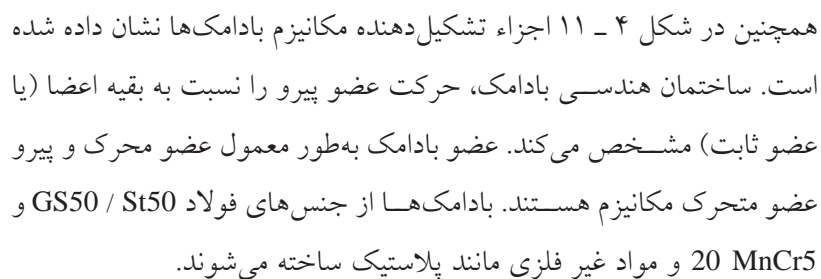 همچنین در شکل ۴ ـ ۱۱ اجزاء تشکیل‌دهنده مکانیزم بادامک‌ها نشان داده شده
است. ساختمان هندسی بادامک، حرکت عضو پیرو را نسبت به بقیه اعضا (یا
عضو ثابت) مشخص می‌کند. عضو بادامک به‌طور معمول عضو محرک و پیرو
عضو متحرک مکانیزم هستند. بادامک‌ها از جنس‌های فولاد GS50 / St50 و
20 MnCr5 و مواد غیر فلزی مانند پلاستیک ساخته می‌شوند.